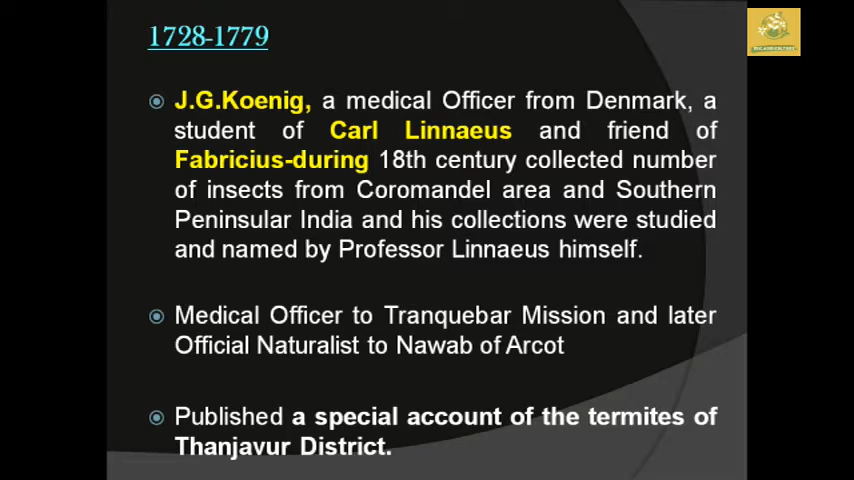 1728-1779
J.G.Koenig, a medical Officer from Denmark, a
student of Carl Linnaeus and friend of
Fabricius-during 18th century collected number
of insects from Coromandel area and Southern
Peninsular India and his collections were studied
and named by Professor Linnaeus himself.
Medical Officer to Tranquebar Mission and later
Official Naturalist to Nawab of Arcot
Published a special account of the termites of
Thanjavur District.